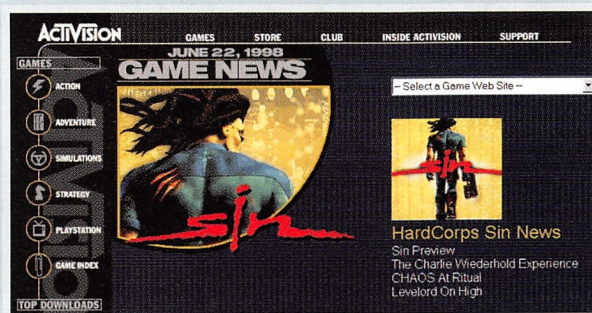 ACTIVISION
GAMES STORE CLUB INSIDE ACTIVISION SUPPORT
JUNE 22, 1998
GAME NEWS
GAMES
ACTION
ADVENTURE
SIMULATIONS
STRATEGY
PLAYSTATION
GAME INDEX
TOP DOWNLOADS
ACTIVISION
sin
-- Select a Game Web Site --
sin
HardCorps Sin News
Sin Preview
The Charlie Wiederhold Experience
CHAOS At Ritual
Levelord On High